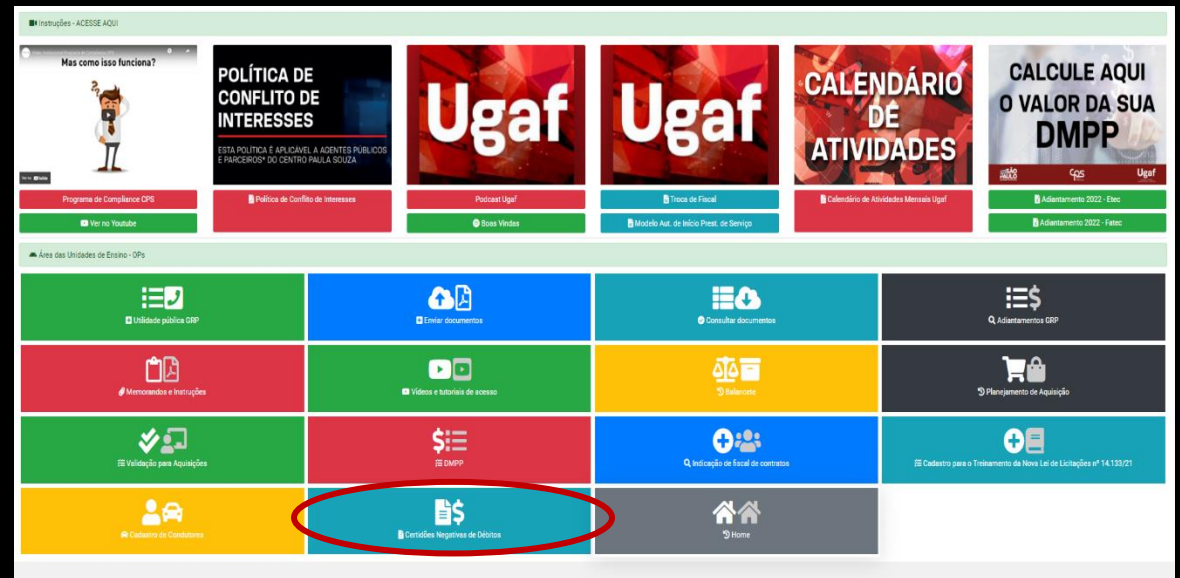 Instruções - ACESSE AQUI
Mas como isso funciona?
POLÍTICA DE
CONFLITO DE
INTERESSES
ESTA POLÍTICA É APLICÁVEL A AGENTES PÚBLICOS
E PARCEIROS* DO CENTRO PAULA SOUZA
Ugaf
Ugaf
CALENDÁRIO
DE
ATIVIDADES
CALCULE AQUI
O VALOR DA SUA
DMPP
SÃO PAULO
CPS
Ugaf
Programa de Compliance CPS
Política de Conflito de Interesses
Podcast Ugaf
Troca de Fiscal
Calendário de Atividades Mensais Ugaf
Adiantamento 2022 - Etec
Ver no Youtube
Boas Vindas
Modelo Aut. de Início Prest. de Serviço
Adiantamento 2022 - Fatec
Área das Unidades de Ensino - OPs
Utilidade pública GRP
Enviar documentos
Consultar documentos
Adiantamentos GRP
Memorandos e Instruções
Vídeos e tutoriais de acesso
Balancete
Planejamento de Aquisição
Validação para Aquisições
DMPP
Indicação de fiscal de contratos
Cadastro para o Treinamento da Nova Lei de Licitações nº 14.133/21
Cadastro de Condutores
Certidões Negativas de Débitos
Home